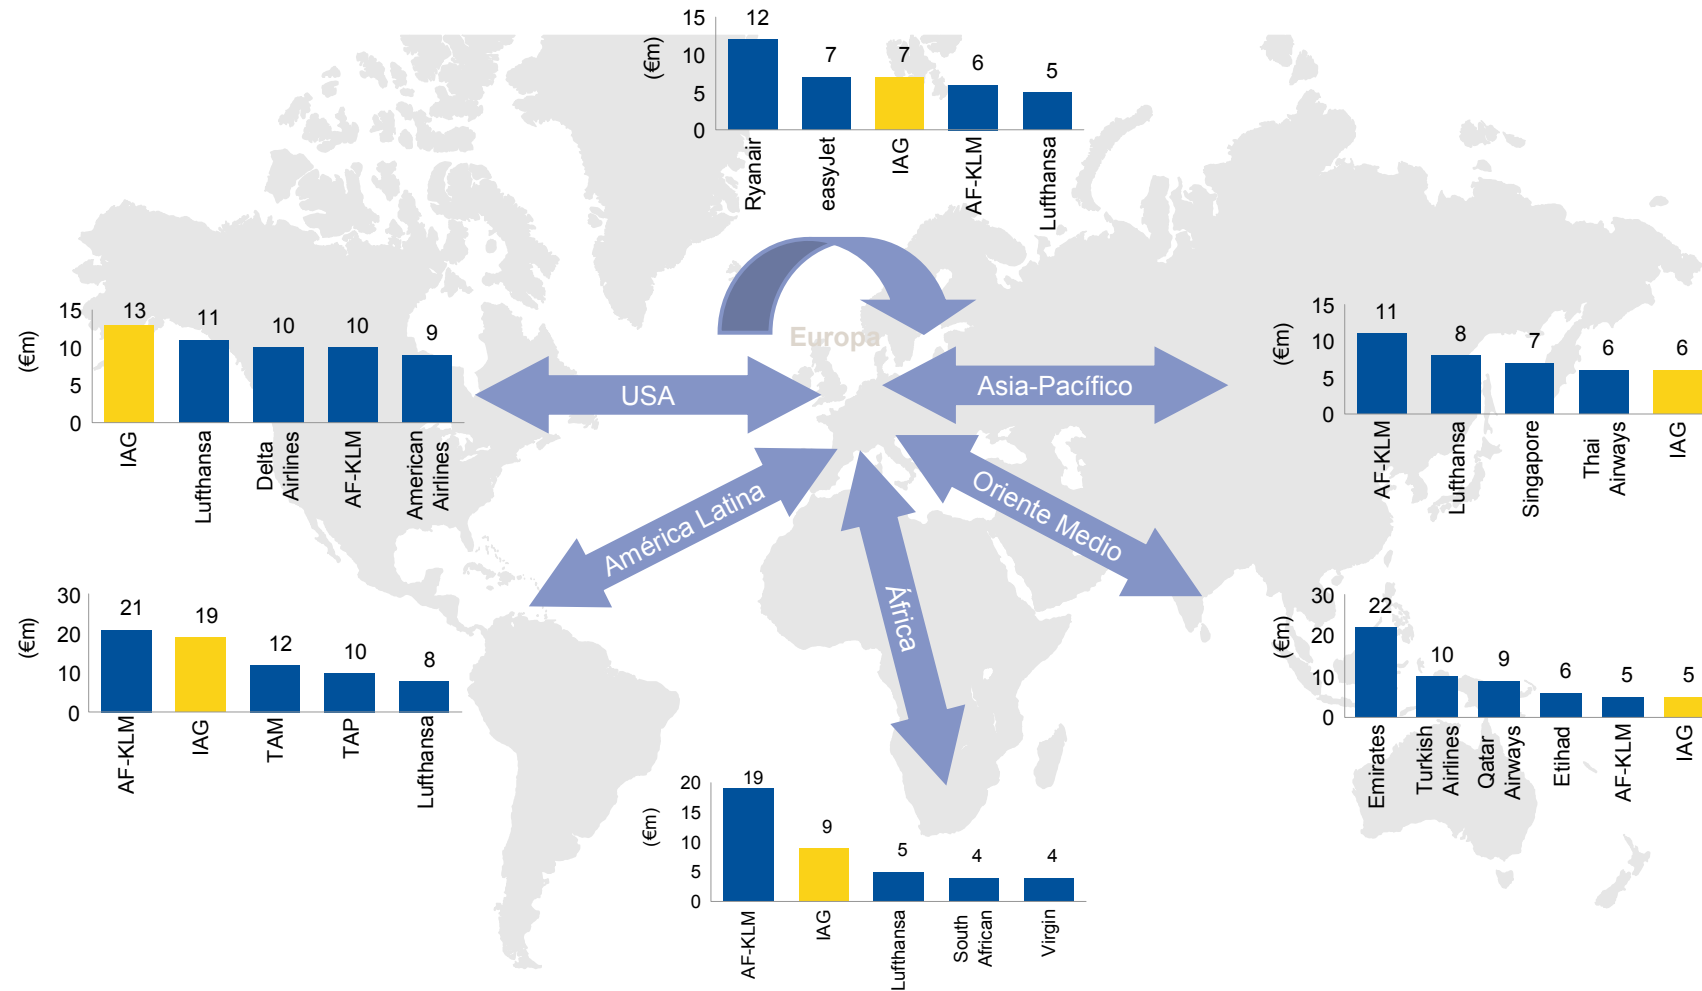 15
10
5
0
(€m)
12
7
7
6
5
Ryanair
easyJet
IAG
AF-KLM
Lufthansa
Europa
15
10
5
0
(€m)
13
11
10
10
9
IAG
Lufthansa
Delta
Airlines
AF-KLM
American
Airlines
USA
Asia-Pacífico
15
10
5
0
(€m)
11
8
7
6
6
AF-KLM
Lufthansa
Singapore
Thai
Airways
IAG
América Latina
Oriente Medio
África
30
20
10
0
(€m)
21
19
12
10
8
AF-KLM
IAG
TAM
TAP
Lufthansa
30
20
10
0
(€m)
22
10
9
6
5
5
Emirates
Turkish
Airlines
Qatar
Airways
Etihad
AF-KLM
IAG
20
15
10
5
0
(€m)
19
9
5
4
4
AF-KLM
IAG
Lufthansa
South
African
Virgin